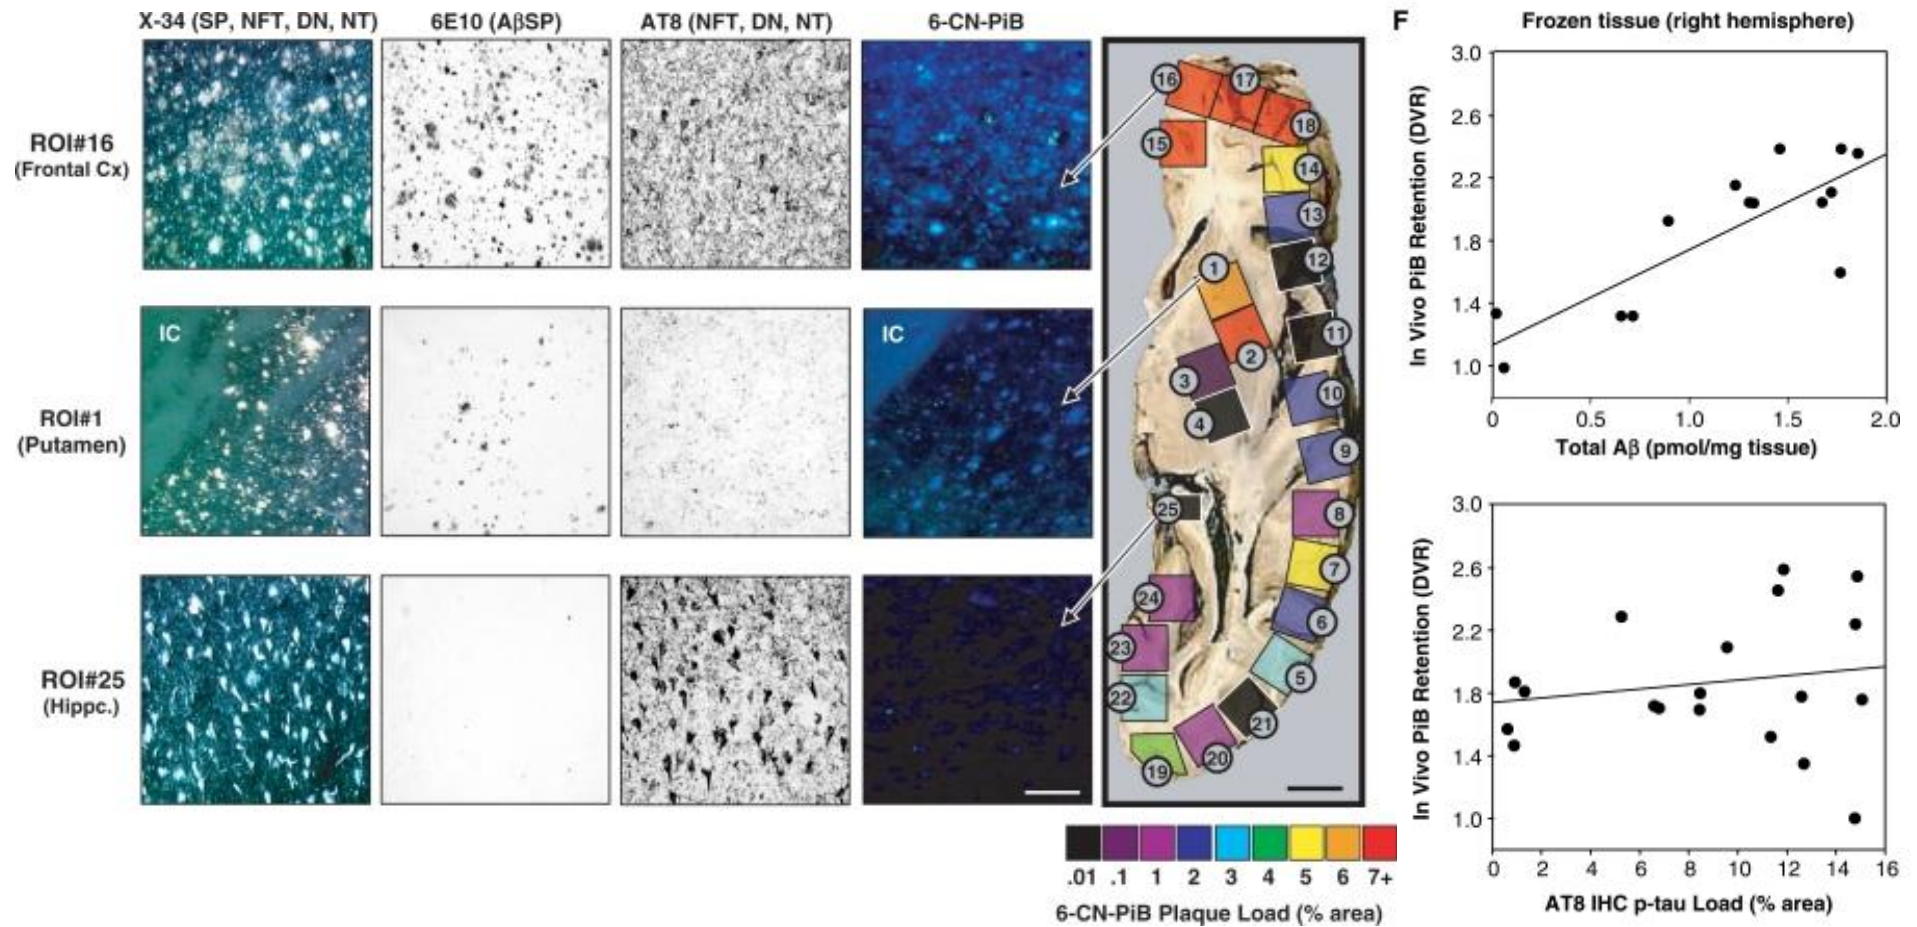 X-34 (SP, NFT, DN, NT)
6E10 (AβSP)
AT8 (NFT, DN, NT)
6-CN-PiB
ROI#16
(Frontal Cx)
ROI#1
(Putamen)
IC
IC
ROI#25
(Hippc.)
16
17
18
15
14
13
12
1
11
2
3
10
4
9
25
8
7
24
6
23
5
22
21
20
19
.01 .1 1 2 3 4 5 6 7+
6-CN-PiB Plaque Load (% area)
F
Frozen tissue (right hemisphere)
In Vivo PiB Retention (DVR)
3.0
2.6
2.2
1.8
1.4
1.0
0 0.5 1.0 1.5 2.0
Total Aβ (pmol/mg tissue)
In Vivo PiB Retention (DVR)
3.0
2.6
2.2
1.8
1.4
1.0
0 2 4 6 8 10 12 14 16
AT8 IHC p-tau Load (% area)